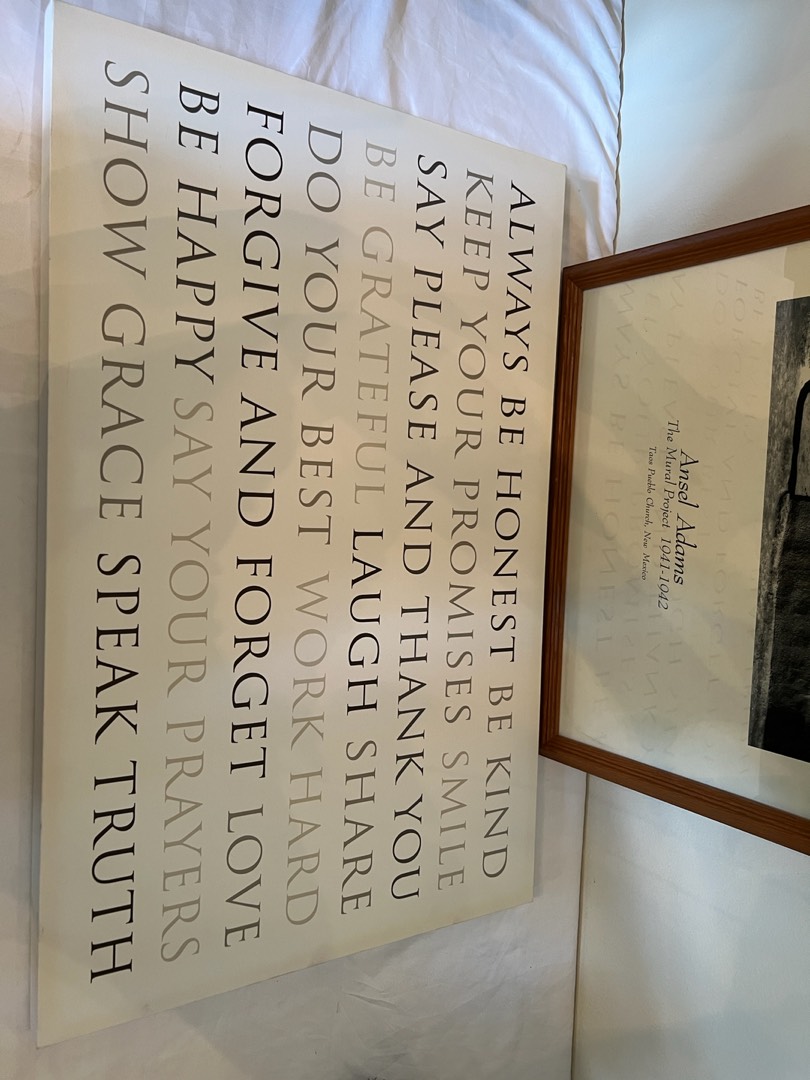 ALWAYS BE HONEST BE KIND
KEEP YOUR PROMISES SMILE
SAY PLEASE AND THANK YOU
BE GRATEFUL LAUGH SHARE
DO YOUR BEST WORK HARD
FORGIVE AND FORGET LOVE
BE HAPPY SAY YOUR PRAYERS
SHOW GRACE SPEAK TRUTH
Ansel Adams
The Mural Project 1941-1942
Taos Pueblo Church, New Mexico